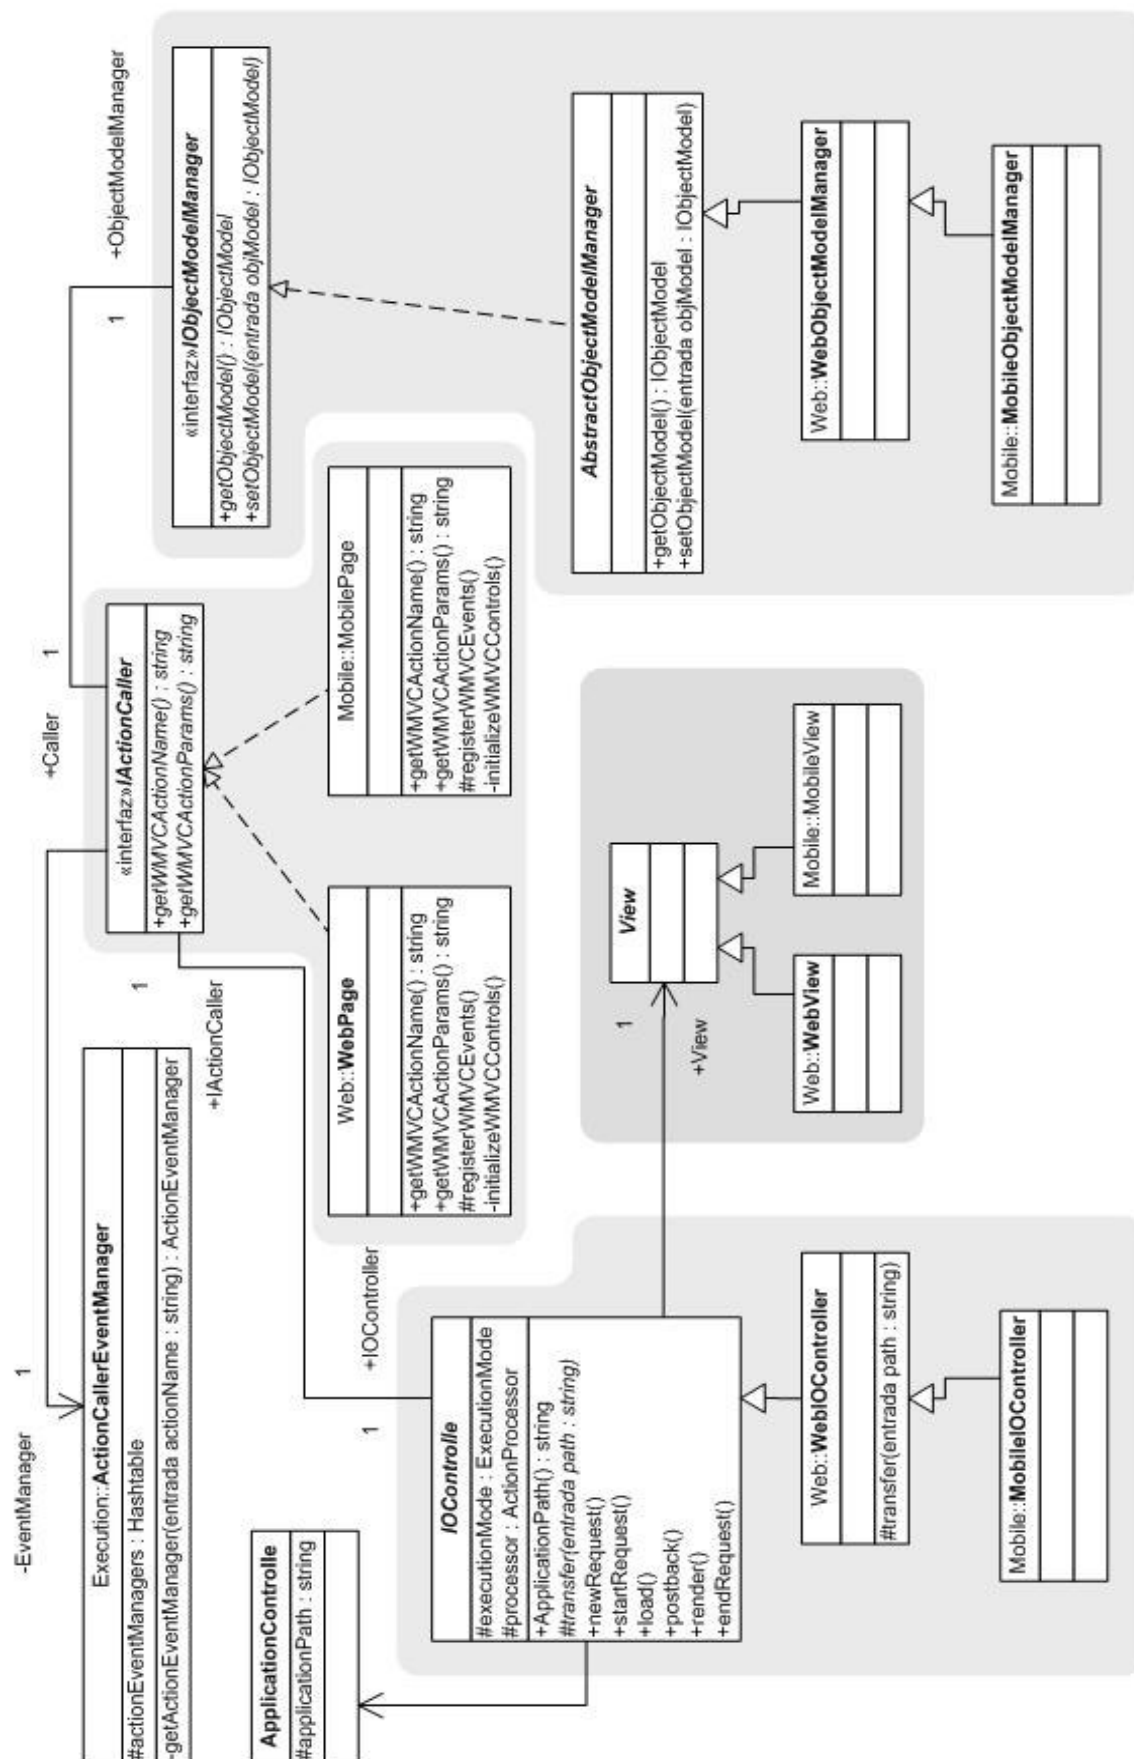 -EventManager
1
Execution::ActionCallerEventManager
#actionEventManagers : Hashtable
-getActionEventManager(entrada actionName : string) : ActionEventManager
+Caller
1
«interfaz»IActionCaller
+getWMVCActionName() : string
+getWMVCActionParams() : string
1
+IActionCaller
+ObjectModelManager
1
«interfaz»IObjectModelManager
+getObjectModel() : IObjectModel
+setObjectModel(entrada objModel : IObjectModel)
ApplicationControlle
#applicationPath : string
Web::WebPage
+getWMVCActionName() : string
+getWMVCActionParams() : string
#registerWMVCEvents()
-initializeWMVCControls()
Mobile::MobilePage
+getWMVCActionName() : string
+getWMVCActionParams() : string
#registerWMVCEvents()
-initializeWMVCControls()
+IOController
1
IOControlle
#executionMode : ExecutionMode
#processor : ActionProcessor
+ApplicationPath() : string
#transfer(entrada path : string)
+newRequest()
+startRequest()
+load()
+postback()
+render()
+endRequest()
1
+View
View
AbstractObjectModelManager
+getObjectModel() : IObjectModel
+setObjectModel(entrada objModel : IObjectModel)
Web::WebIOController
#transfer(entrada path : string)
Web::WebView
Mobile::MobileView
Web::WebObjectModelManager
Mobile::MobileIOController
Mobile::MobileObjectModelManager